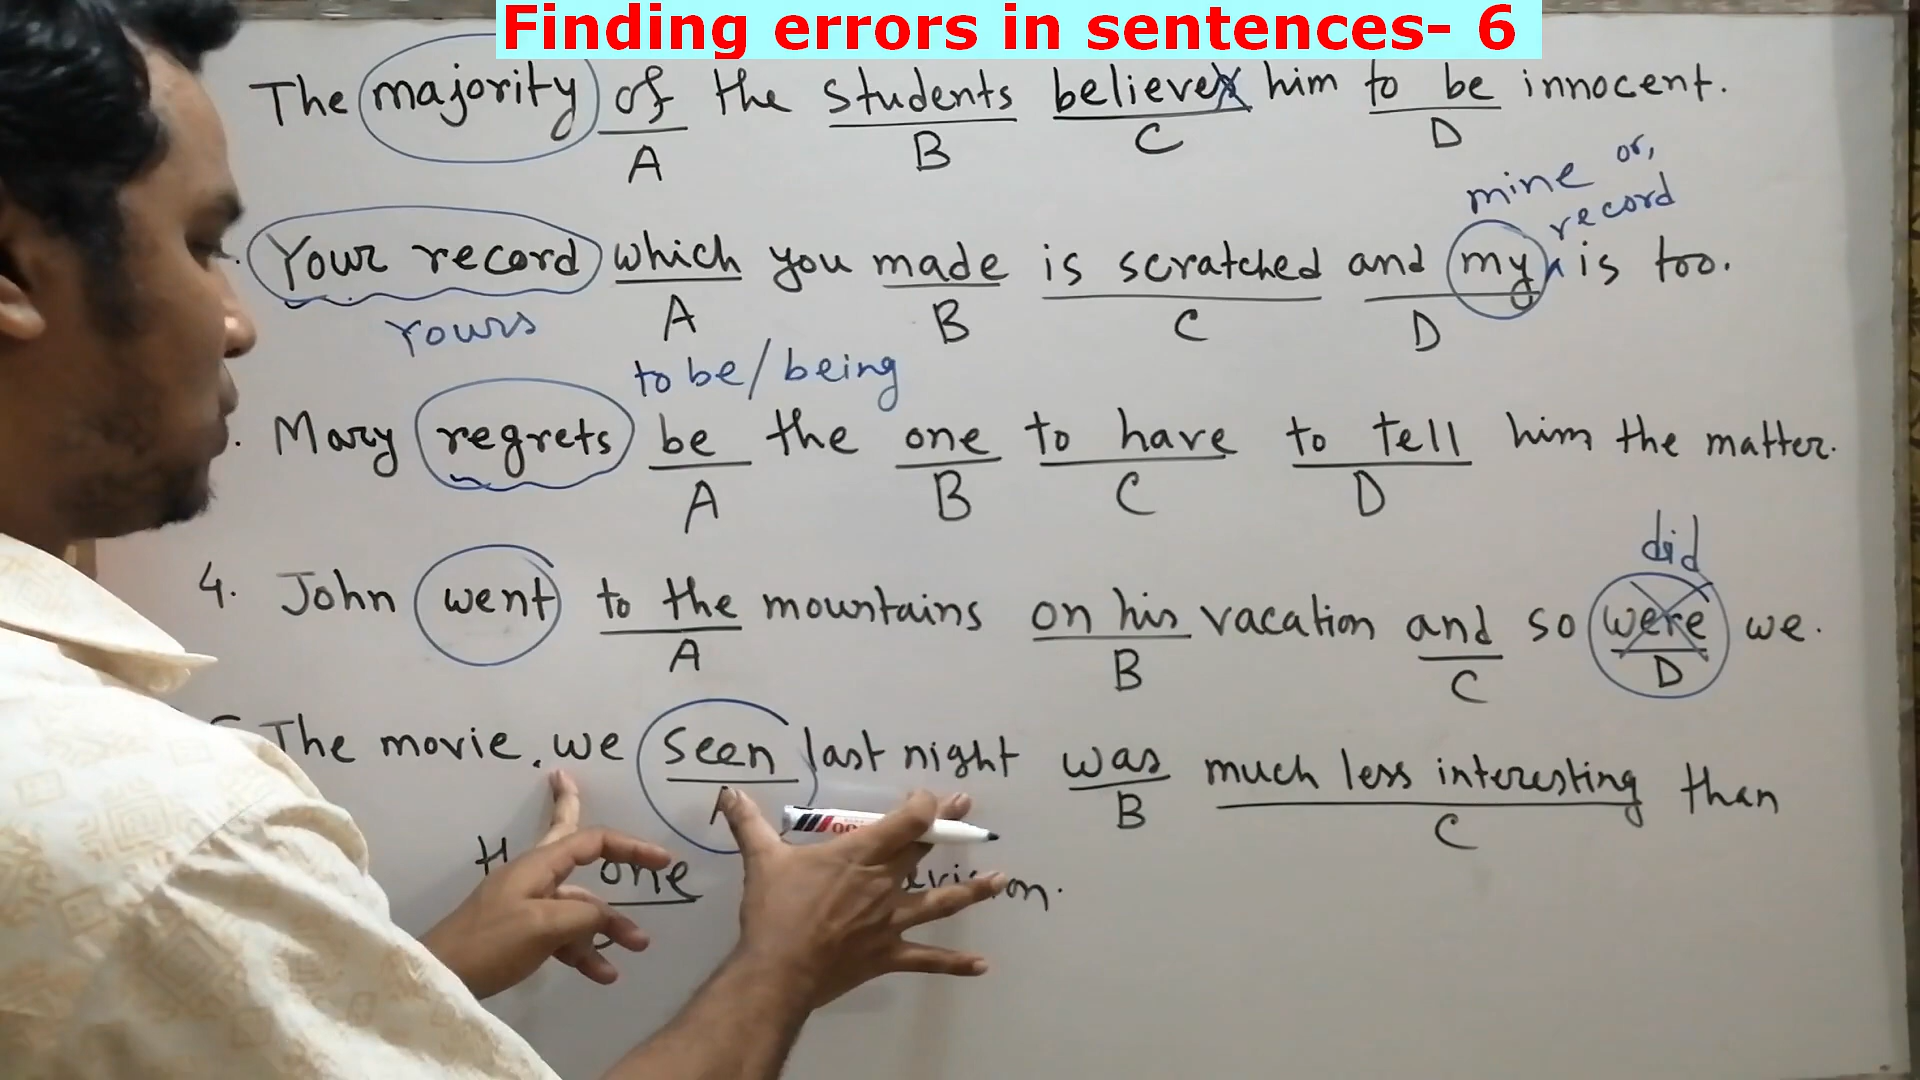 Finding errors in sentences- 6
The majority of the students believes him to be innocent.
A B C D
mine or,
record
Your record which you made is scratched and my is too.
yours A B C D
to be/being
Mary regrets be the one to have to tell him the matter.
A B C D
did
4. John went to the mountains on his vacation and so were we.
A B C D
The movie we seen last night was much less interesting than
A B C
one